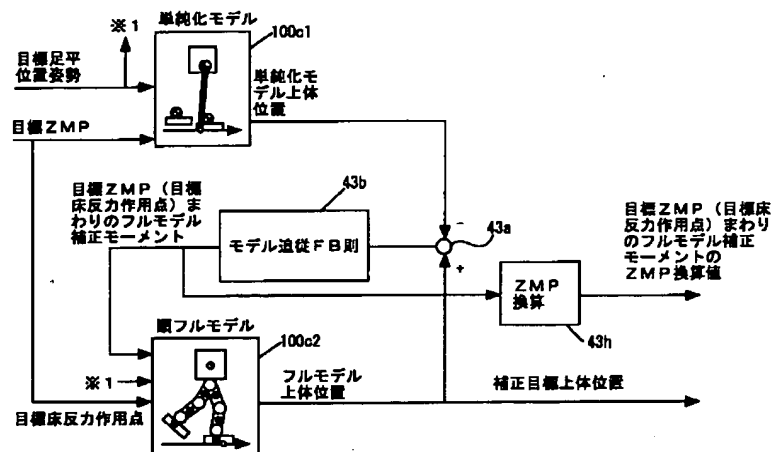 単純化モデル
※1
100c1
目標足平
位置姿勢
単純化モ
デル上体
位置
目標ZMP
目標ZMP(目標
床反力作用点)ま
わりのフルモデル
補正モーメント
43b
モデル追従FB則
−
43a
+
目標ZMP(目標床
反力作用点)まわり
のフルモデル補正
モーメントの
ZMP換算値
ZMP
換算
43h
順フルモデル
100c2
※1
フルモデル
上体位置
補正目標上体位置
目標床反力作用点